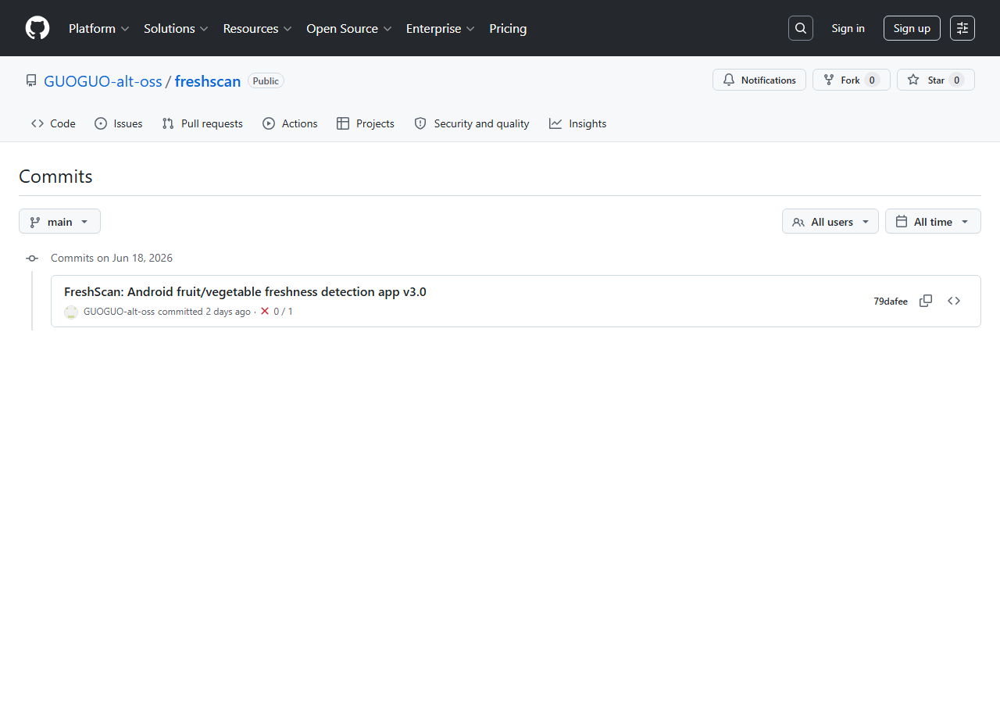 Platform Solutions Resources Open Source Enterprise Pricing Sign in Sign up
GUOGUO-alt-oss / freshscan Public Notifications Fork 0 Star 0
Code Issues Pull requests Actions Projects Security and quality Insights
Commits
main All users All time
Commits on Jun 18, 2026
FreshScan: Android fruit/vegetable freshness detection app v3.0
GUOGUO-alt-oss committed 2 days ago · 0 / 1
79dafee